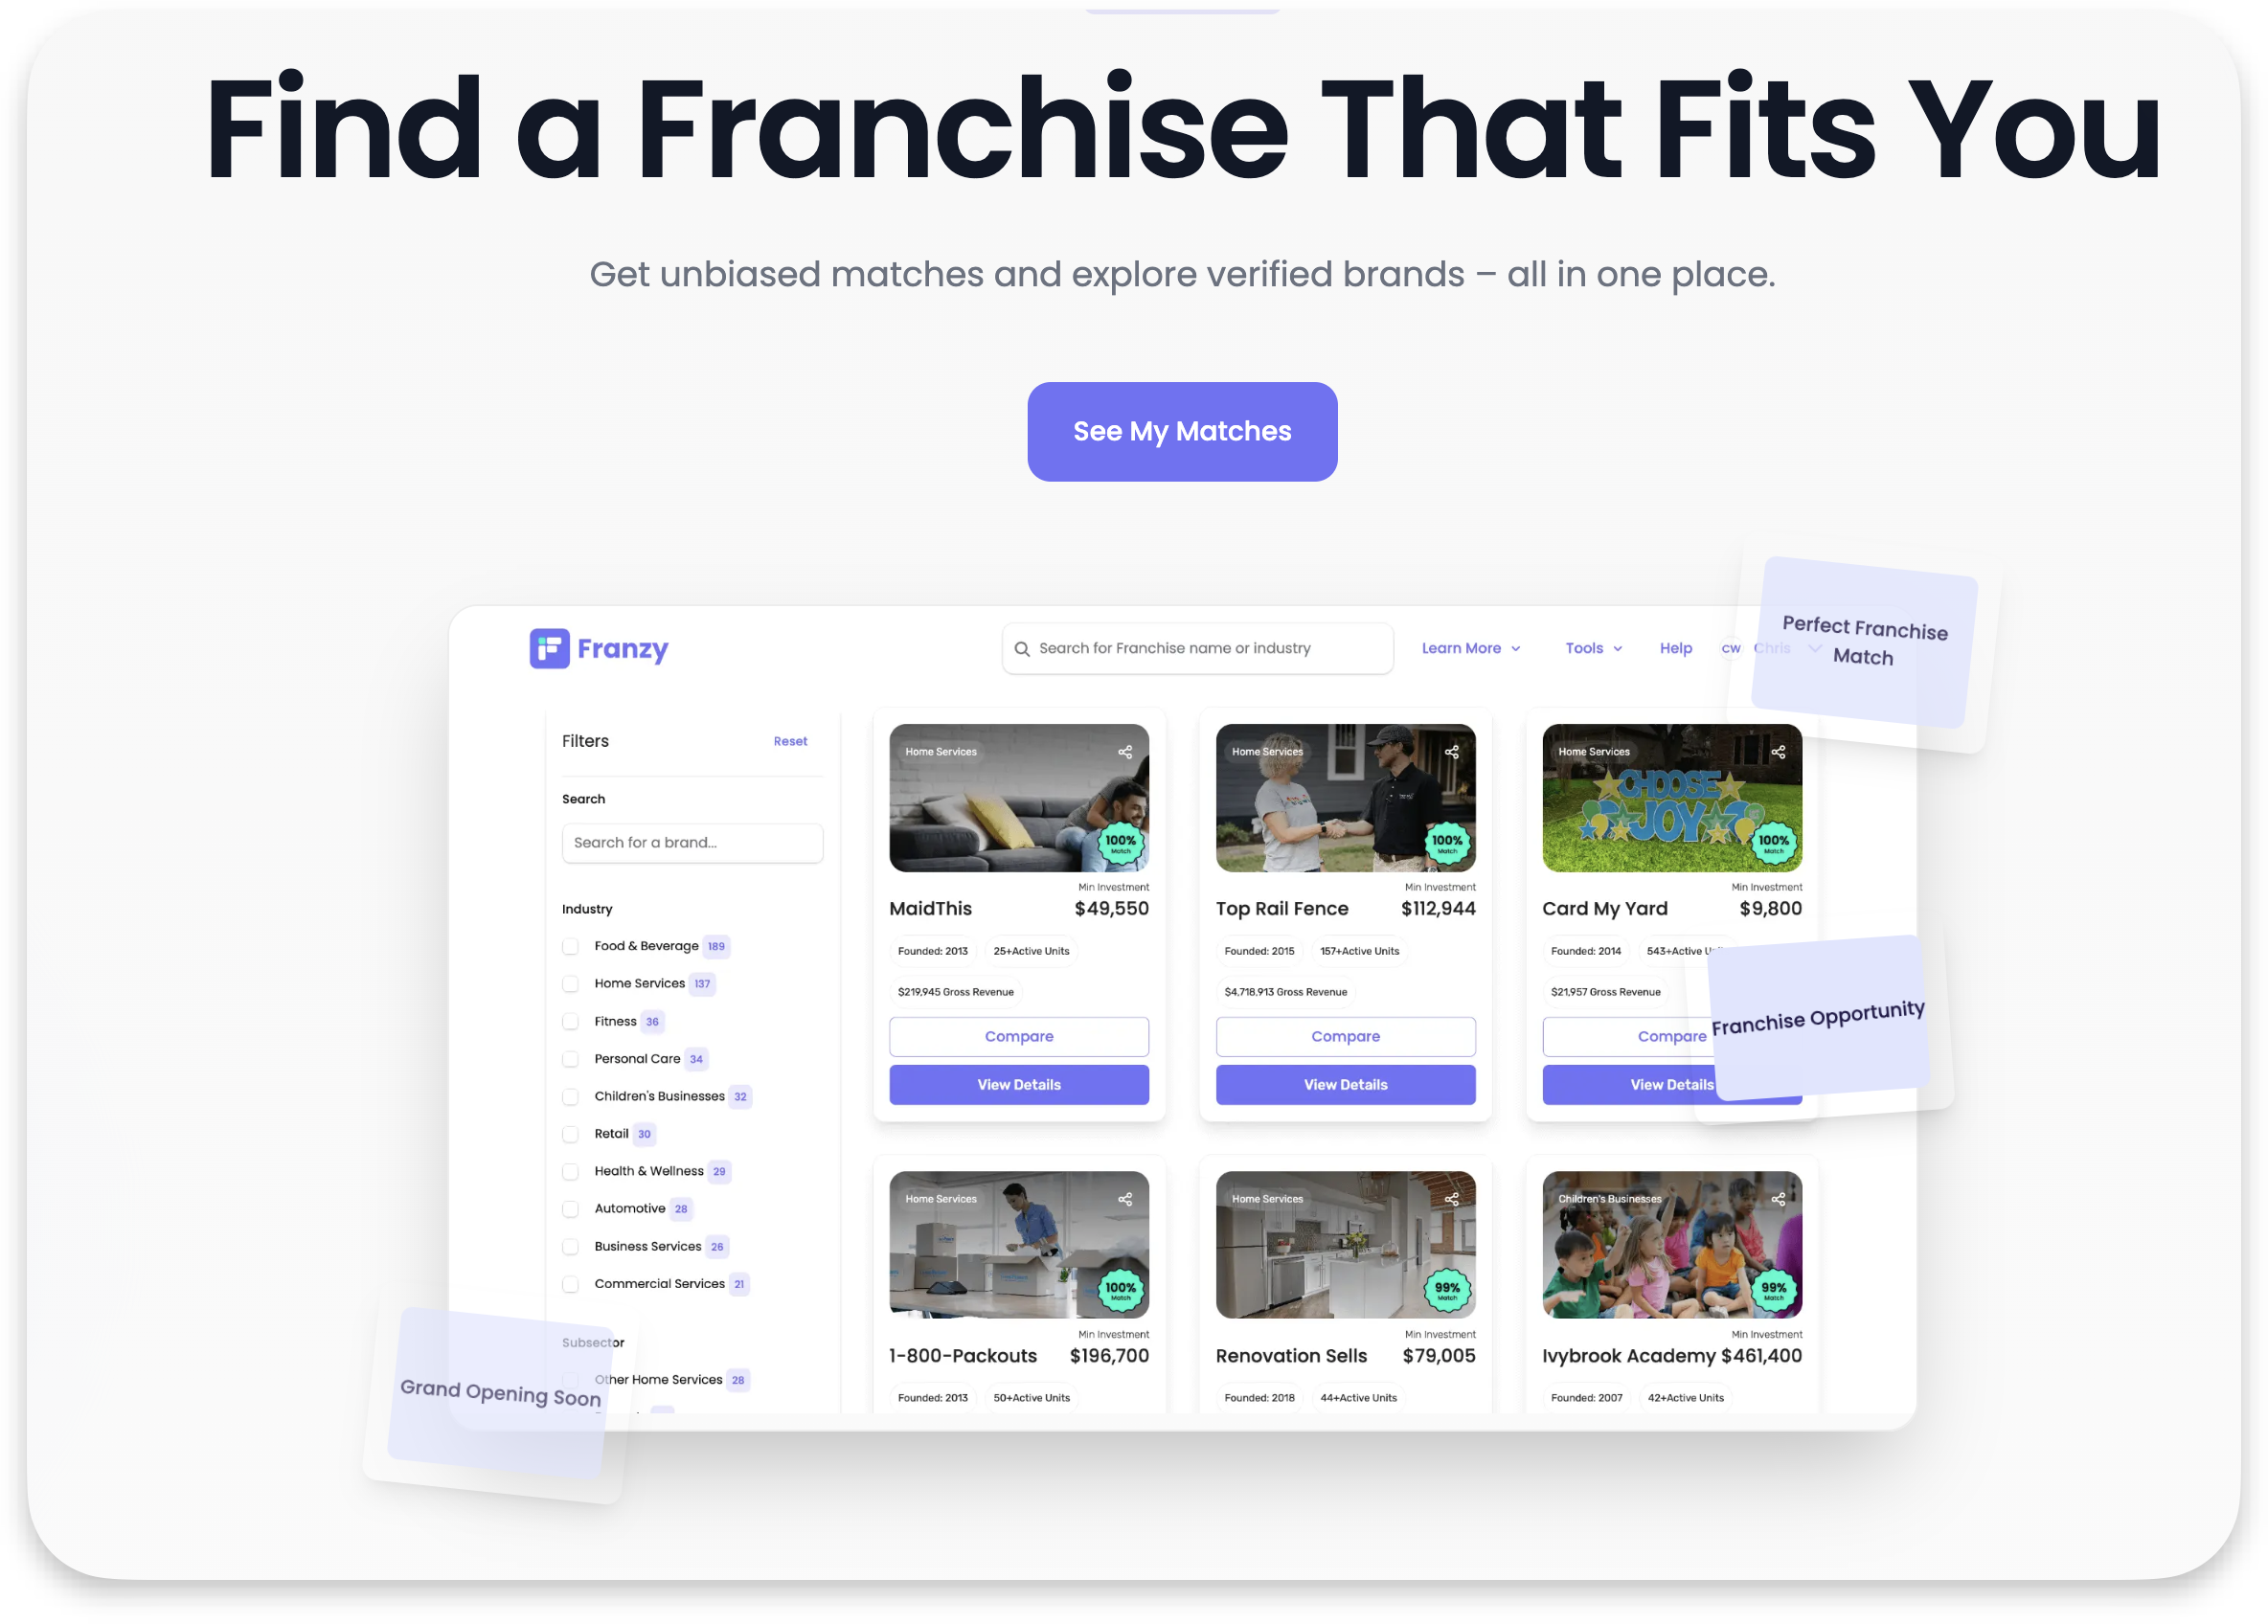 Find a Franchise That Fits You
Get unbiased matches and explore verified brands – all in one place.
See My Matches
Perfect Franchise
Match
Franzy
Search for Franchise name or industry
Learn More
Tools
Help
CW
Chris
Filters
Reset
Search
Search for a brand...
Industry
Food & Beverage 189
Home Services 137
Fitness 36
Personal Care 34
Children's Businesses 32
Retail 30
Health & Wellness 29
Automotive 28
Business Services 26
Commercial Services 21
Subsector
Other Home Services 28
Grand Opening Soon
Home Services
100%
Match
Min Investment
MaidThis $49,550
Founded: 2013 25+Active Units
$219,945 Gross Revenue
Compare
View Details
Home Services
100%
Match
Min Investment
Top Rail Fence $112,944
Founded: 2015 157+Active Units
$4,718,913 Gross Revenue
Compare
View Details
Home Services
CHOOSE
JOY
100%
Match
Min Investment
Card My Yard $9,800
Founded: 2014 543+Active
$21,957 Gross Revenue
Compare
View Details
Franchise Opportunity
Home Services
100%
Match
Min Investment
1-800-Packouts $196,700
Founded: 2013 50+Active Units
Home Services
99%
Match
Min Investment
Renovation Sells $79,005
Founded: 2018 44+Active Units
Children's Businesses
99%
Match
Min Investment
Ivybrook Academy $461,400
Founded: 2007 42+Active Units